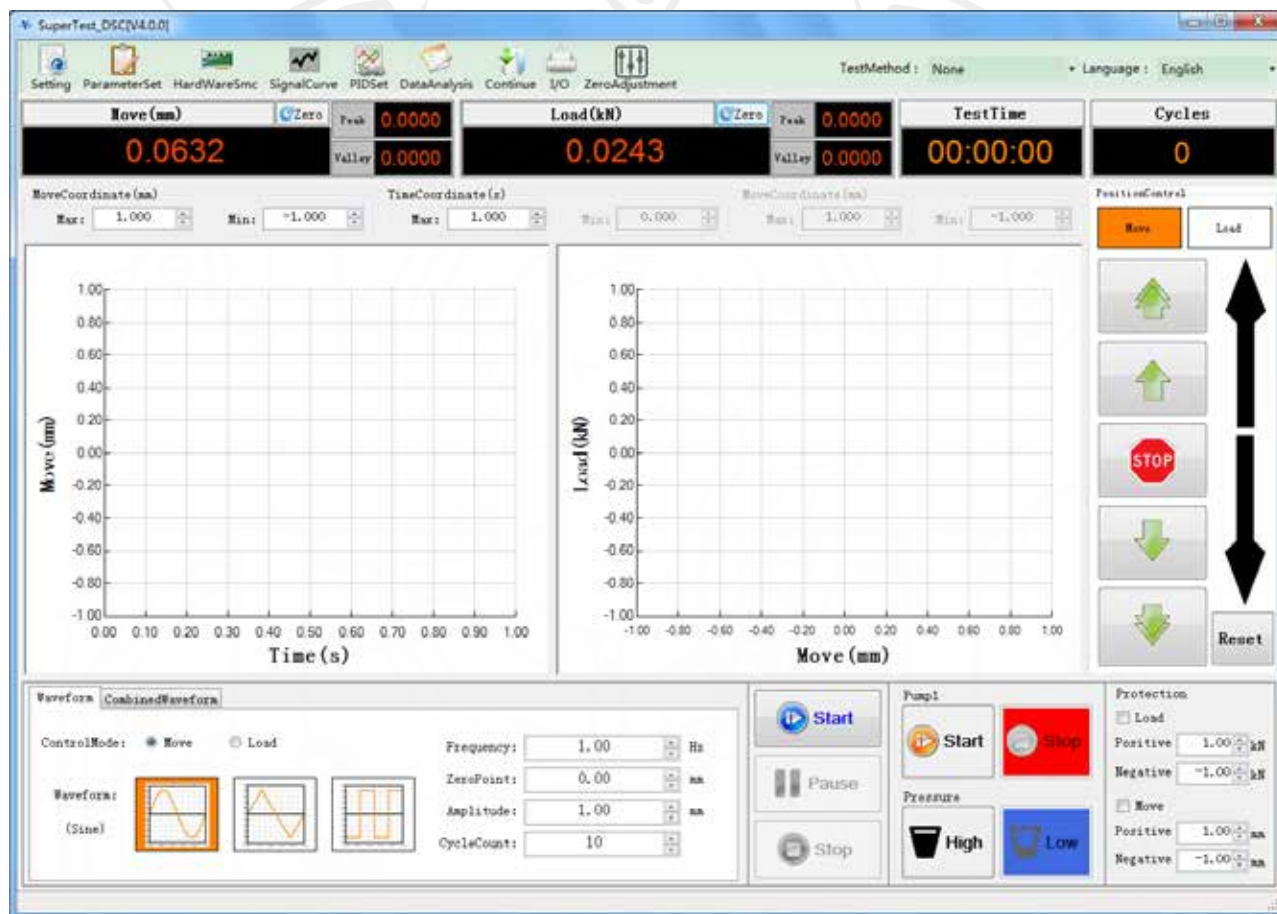 SuperTest_DSC[V4.0.0]
Setting ParameterSet HardWareSmc SignalCurve PIDSet DataAnalysis Continue I/O ZeroAdjustment TestMethod : None Language : English
Move(mm) Zero Peak 0.0000 Load(kN) Zero Peak 0.0000 TestTime Cycles
0.0632 Valley 0.0000 0.0243 Valley 0.0000 00:00:00 0
MoveCoordinate(mm) TimeCoordinate(s) MoveCoordinate(mm) PositionControl
Max: 1.000 Min: -1.000 Max: 1.000 Min: 0.000 Max: 1.000 Min: -1.000 Move Load
Move(mm)
1.00
0.80
0.60
0.40
0.20
0.00
-0.20
-0.40
-0.60
-0.80
-1.00
0.00 0.10 0.20 0.30 0.40 0.50 0.60 0.70 0.80 0.90 1.00
Time(s)
Load(kN)
1.00
0.80
0.60
0.40
0.20
0.00
-0.20
-0.40
-0.60
-0.80
-1.00
-1.00 -0.80 -0.60 -0.40 -0.20 0.00 0.20 0.40 0.60 0.80 1.00
Move(mm)
STOP
Reset
Waveform CombinedWaveform
ControlMode: Move Load
Waveform:
(Sine)
Frequency: 1.00 Hz
ZeroPoint: 0.00 mm
Amplitude: 1.00 mm
CycleCount: 10
Start
Pause
Stop
Pump1
Start Stop
Pressure
High Low
Protection
Load
Positive 1.00 kN
Negative -1.00 kN
Move
Positive 1.00 mm
Negative -1.00 mm